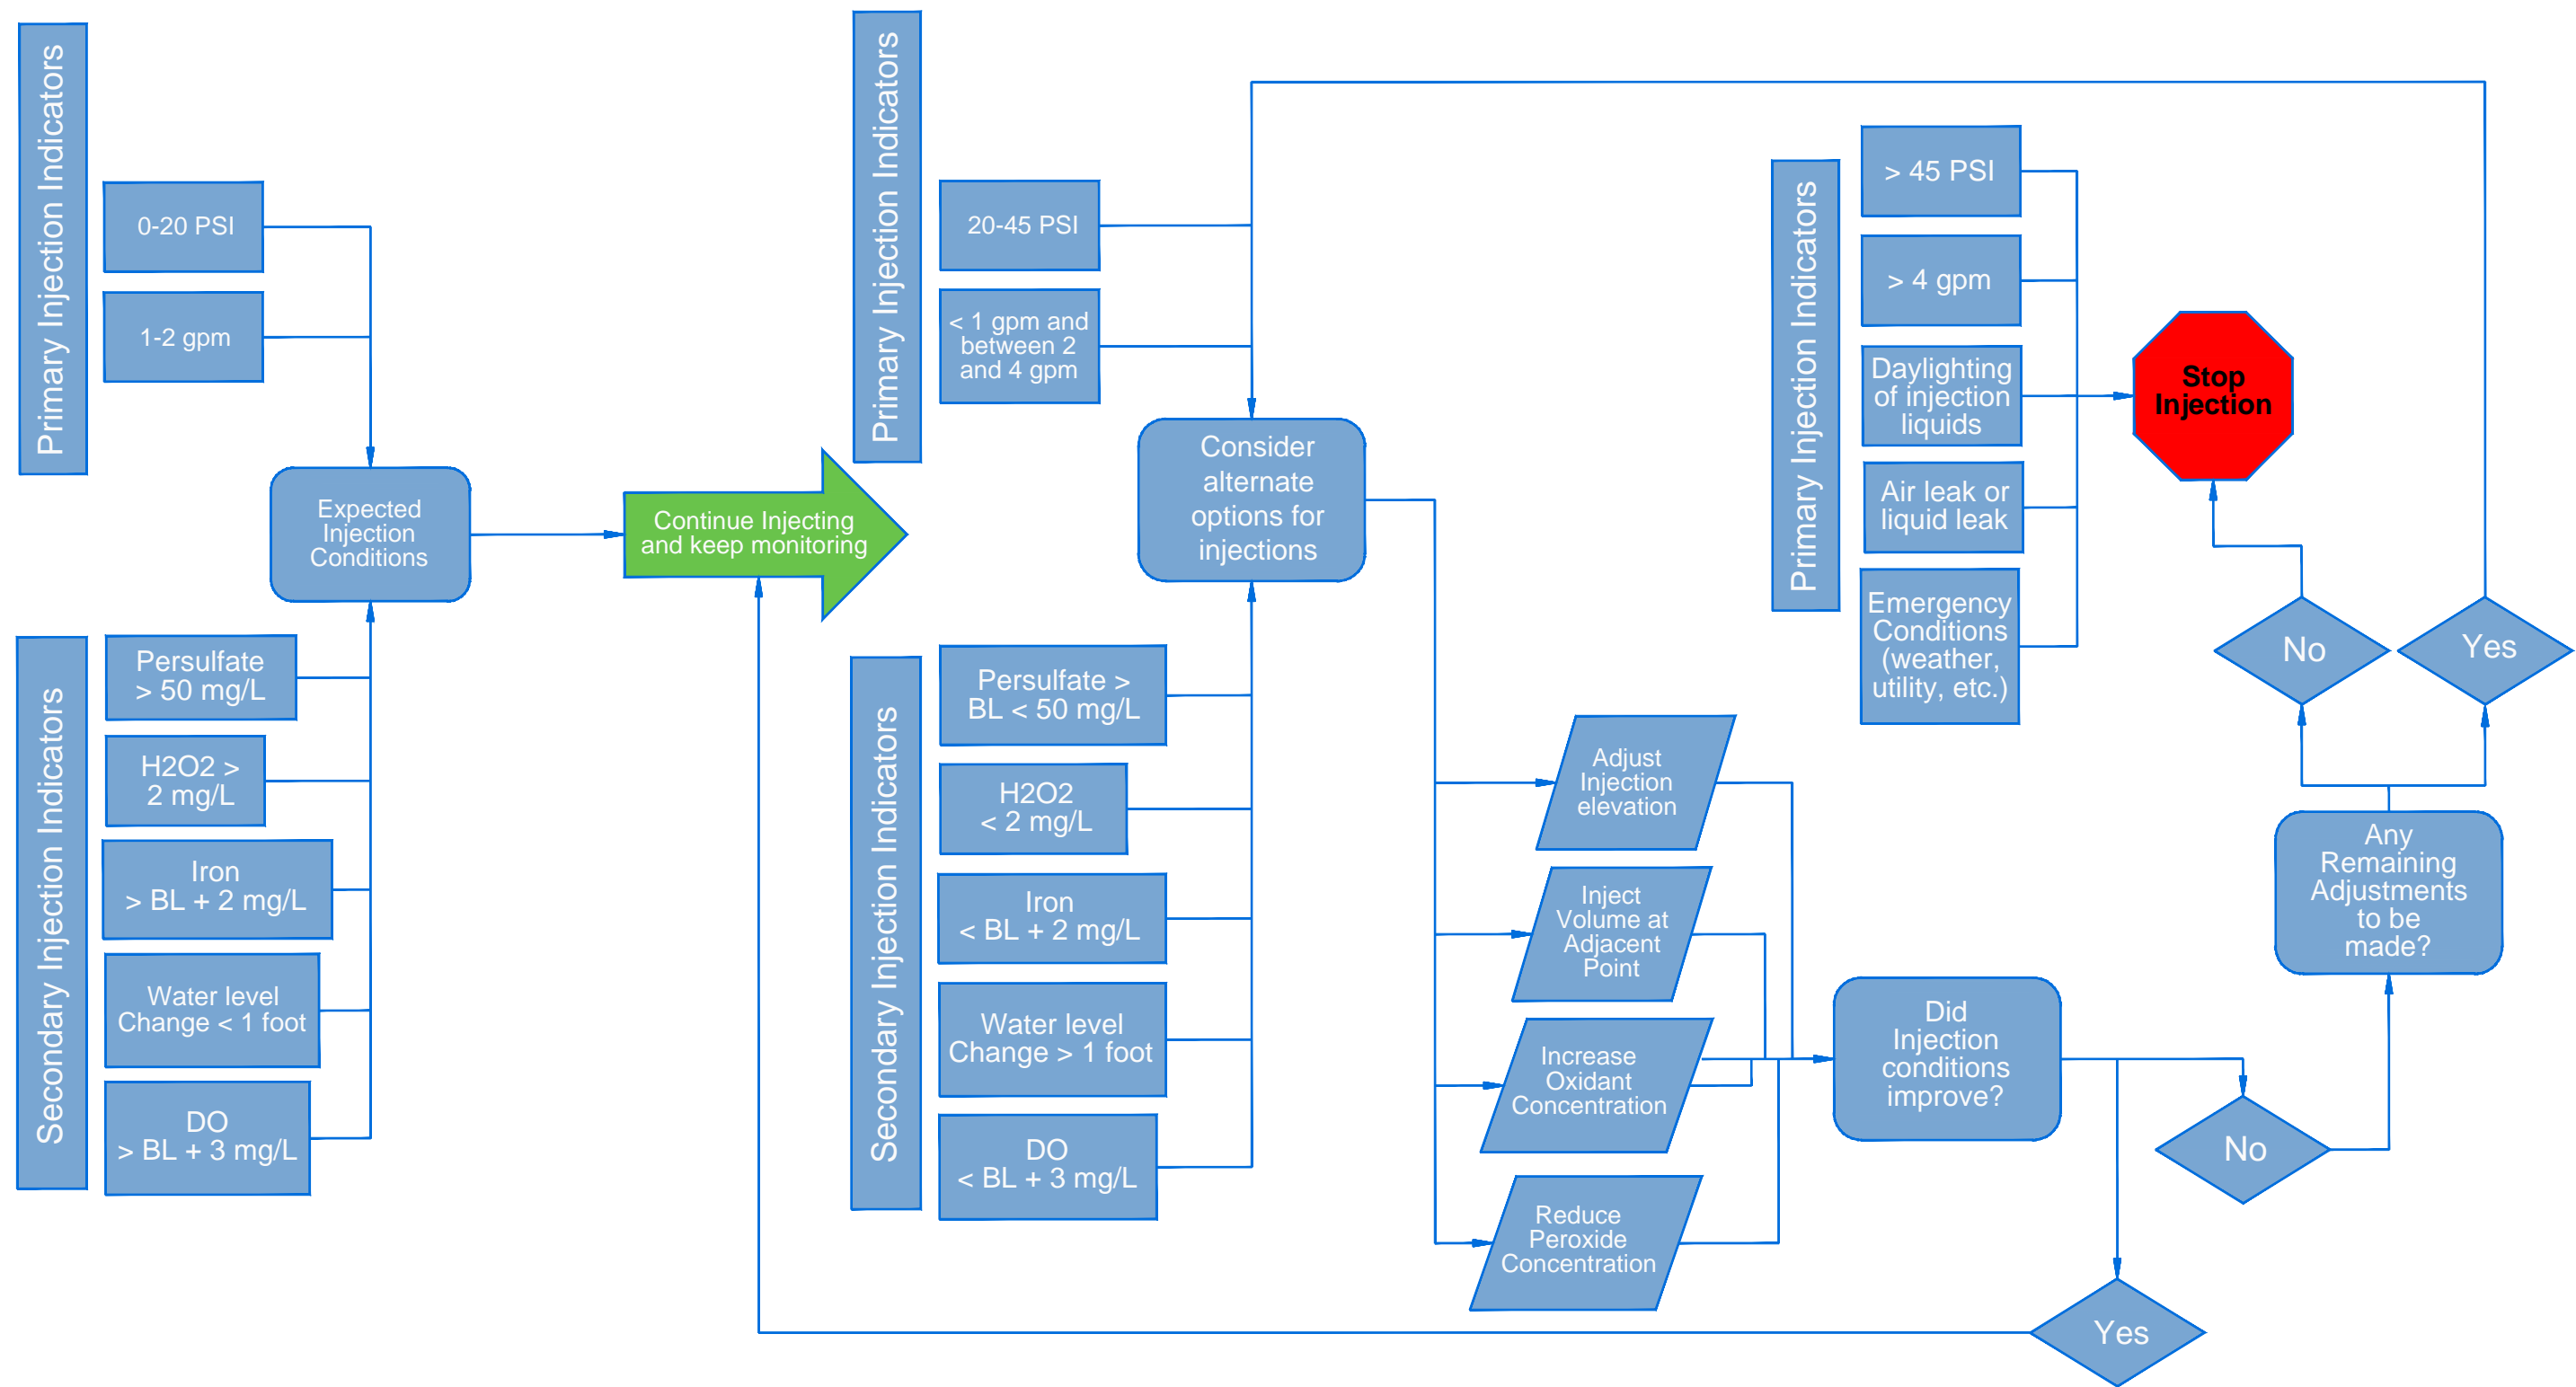 Primary Injection Indicators
0-20 PSI
1-2 gpm
Expected
Injection
Conditions
Secondary Injection Indicators
Persulfate
> 50 mg/L
H2O2 >
2 mg/L
Iron
> BL + 2 mg/L
Water level
Change < 1 foot
DO
> BL + 3 mg/L
Continue Injecting
and keep monitoring
Primary Injection Indicators
20-45 PSI
< 1 gpm and
between 2
and 4 gpm
Consider
alternate
options for
injections
Secondary Injection Indicators
Persulfate >
BL < 50 mg/L
H2O2
< 2 mg/L
Iron
< BL + 2 mg/L
Water level
Change > 1 foot
DO
< BL + 3 mg/L
Adjust
Injection
elevation
Inject
Volume at
Adjacent
Point
Increase
Oxidant
Concentration
Reduce
Peroxide
Concentration
Primary Injection Indicators
> 45 PSI
> 4 gpm
Daylighting
of injection
liquids
Air leak or
liquid leak
Emergency
Conditions
(weather,
utility, etc.)
Stop
Injection
No
Yes
Any
Remaining
Adjustments
to be
made?
Did
Injection
conditions
improve?
No
Yes